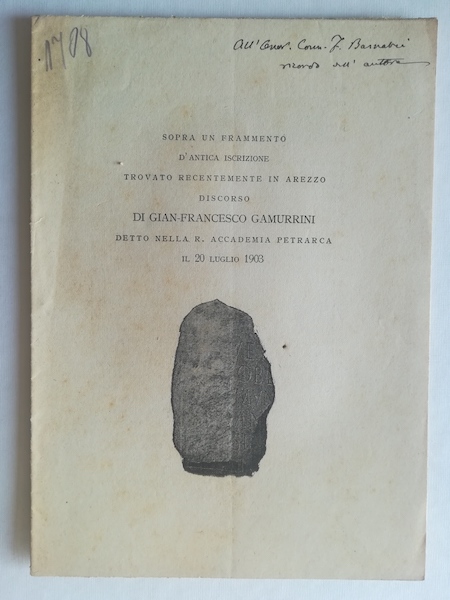 1708
All' Onor. Com. F. Barnabei
ricordo dell' autore
SOPRA UN FRAMMENTO
D'ANTICA ISCRIZIONE
TROVATO RECENTEMENTE IN AREZZO
DISCORSO
DI GIAN-FRANCESCO GAMURRINI
DETTO NELLA R. ACCADEMIA PETRARCA
IL 20 LUGLIO 1903